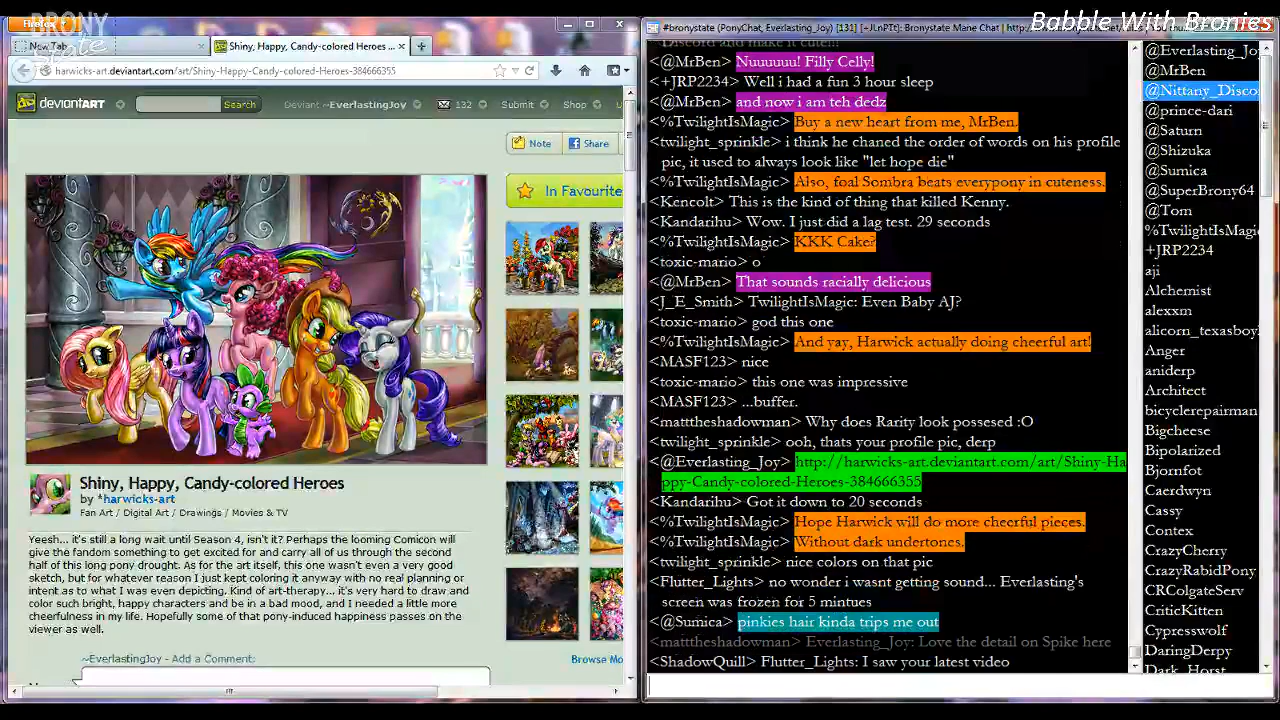 BRONY
state
Babble With Bronies
Firefox
New Tab
Shiny, Happy, Candy-colored Heroes ...
harwicks-art.deviantart.com/art/Shiny-Happy-Candy-colored-Heroes-384666355
deviantART
Search
Deviant ~EverlastingJoy
132
Submit
Shop
Note
Share
In Favourite
Shiny, Happy, Candy-colored Heroes
by *harwicks-art
Fan Art / Digital Art / Drawings / Movies & TV
Yeesh... it's still a long wait until Season 4, isn't it? Perhaps the looming Comicon will
give the fandom something to get excited for and carry all of us through the second
half of this long pony drought. As for the art itself, this one wasn't even a very good
sketch, but for whatever reason I just kept coloring it anyway with no real planning or
intent as to what I was even depicting. Kind of art-therapy... it's very hard to draw and
color such bright, happy characters and be in a bad mood, and I needed a little more
cheerfulness in my life. Hopefully some of that pony-induced happiness passes on to the
viewer as well.
~EverlastingJoy - Add a Comment:
Browse Mo
#bronystate (PonyChat, Everlasting_Joy) [131] [+JLnPTf]: Bronystate Mane Chat |
Discord and make it cute!!!
<@MrBen> Nuuuuuu! Filly Celly!
<+JRP2234> Well i had a fun 3 hour sleep
<@MrBen> and now i am teh dedz
<%TwilightIsMagic> Buy a new heart from me, MrBen.
<twilight_sprinkle> i think he chaned the order of words on his profile
pic, it used to always look like "let hope die"
<%TwilightIsMagic> Also, foal Sombra beats everypony in cuteness.
<Kencolt> This is the kind of thing that killed Kenny.
<Kandarihu> Wow. I just did a lag test. 29 seconds
<%TwilightIsMagic> KKK Cake?
<toxic-mario> o
<@MrBen> That sounds racially delicious
<J_E_Smith> TwilightIsMagic: Even Baby AJ?
<toxic-mario> god this one
<%TwilightIsMagic> And yay, Harwick actually doing cheerful art!
<MASF123> nice
<toxic-mario> this one was impressive
<MASF123> ...buffer.
<matttheshadowman> Why does Rarity look possesed :O
<twilight_sprinkle> ooh, thats your profile pic, derp
<@Everlasting_Joy> http://harwicks-art.deviantart.com/art/Shiny-Ha
ppy-Candy-colored-Heroes-384666355
<Kandarihu> Got it down to 20 seconds
<%TwilightIsMagic> Hope Harwick will do more cheerful pieces.
<%TwilightIsMagic> Without dark undertones.
<twilight_sprinkle> nice colors on that pic
<Flutter_Lights> no wonder i wasnt getting sound... Everlasting's
screen was frozen for 5 mintues
<@Sumica> pinkies hair kinda trips me out
<matttheshadowman> Everlasting_Joy: Love the detail on Spike here
<ShadowQuill> Flutter_Lights: I saw your latest video
@Everlasting_Joy
@MrBen
@Nittany_Disco
@prince-dari
@Saturn
@Shizuka
@Sumica
@SuperBrony64
@Tom
%TwilightIsMagic
+JRP2234
aji
Alchemist
alexxm
alicorn_texasboy
Anger
aniderp
Architect
bicyclerepairman
Bigcheese
Bipolarized
Bjornfot
Caerdwyn
Cassy
Contex
CrazyCherry
CrazyRabidPony
CRColgateServ
CriticKitten
Cypresswolf
DaringDerpy
Dark_Horst